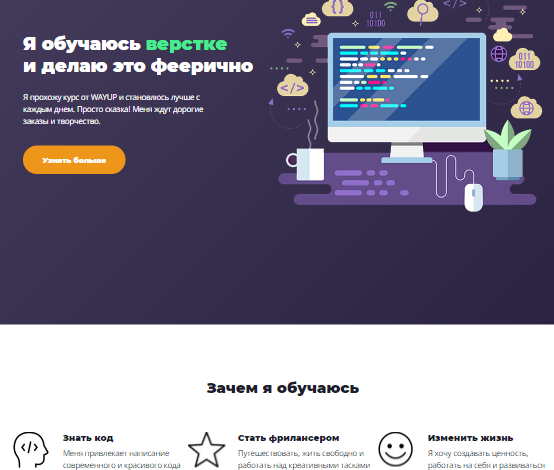 Я обучаюсь верстке
и делаю это феерично
Я прохожу курс от WAYUP и становлюсь лучше с
каждым днем. Просто сказка! Меня ждут дорогие
заказы и творчество.
Узнать больше
{}
</>
011
10100
011
10100
</>
Зачем я обучаюсь
</>
Знать код
Меня привлекает написание
современного и красивого кода
Стать фрилансером
Путешествовать, жить свободно и
работать над креативными тасками
Изменить жизнь
Я хочу создавать ценность,
работать на себя и развиваться